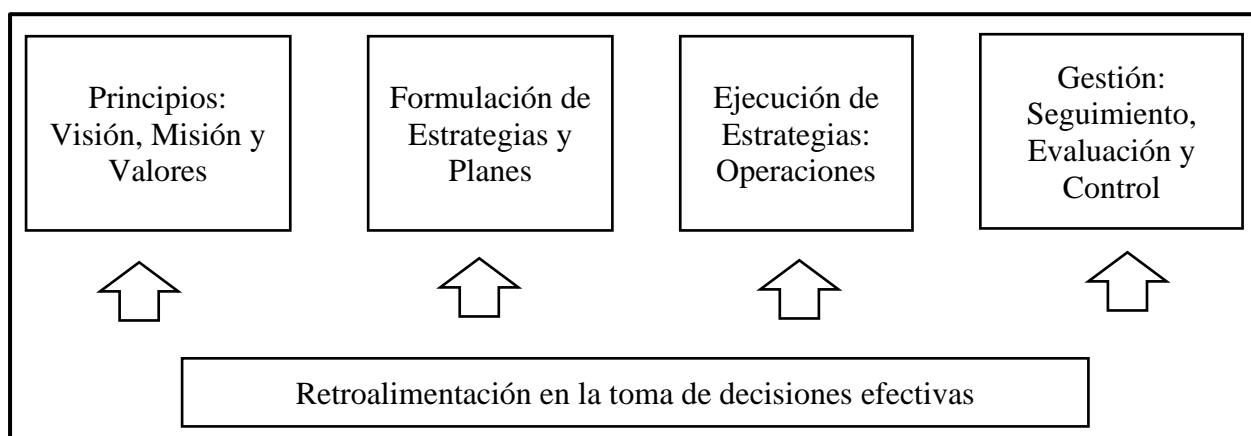 Principios:
Visión, Misión y
Valores
Formulación de
Estrategias y
Planes
Ejecución de
Estrategias:
Operaciones
Gestión:
Seguimiento,
Evaluación y
Control
Retroalimentación en la toma de decisiones efectivas